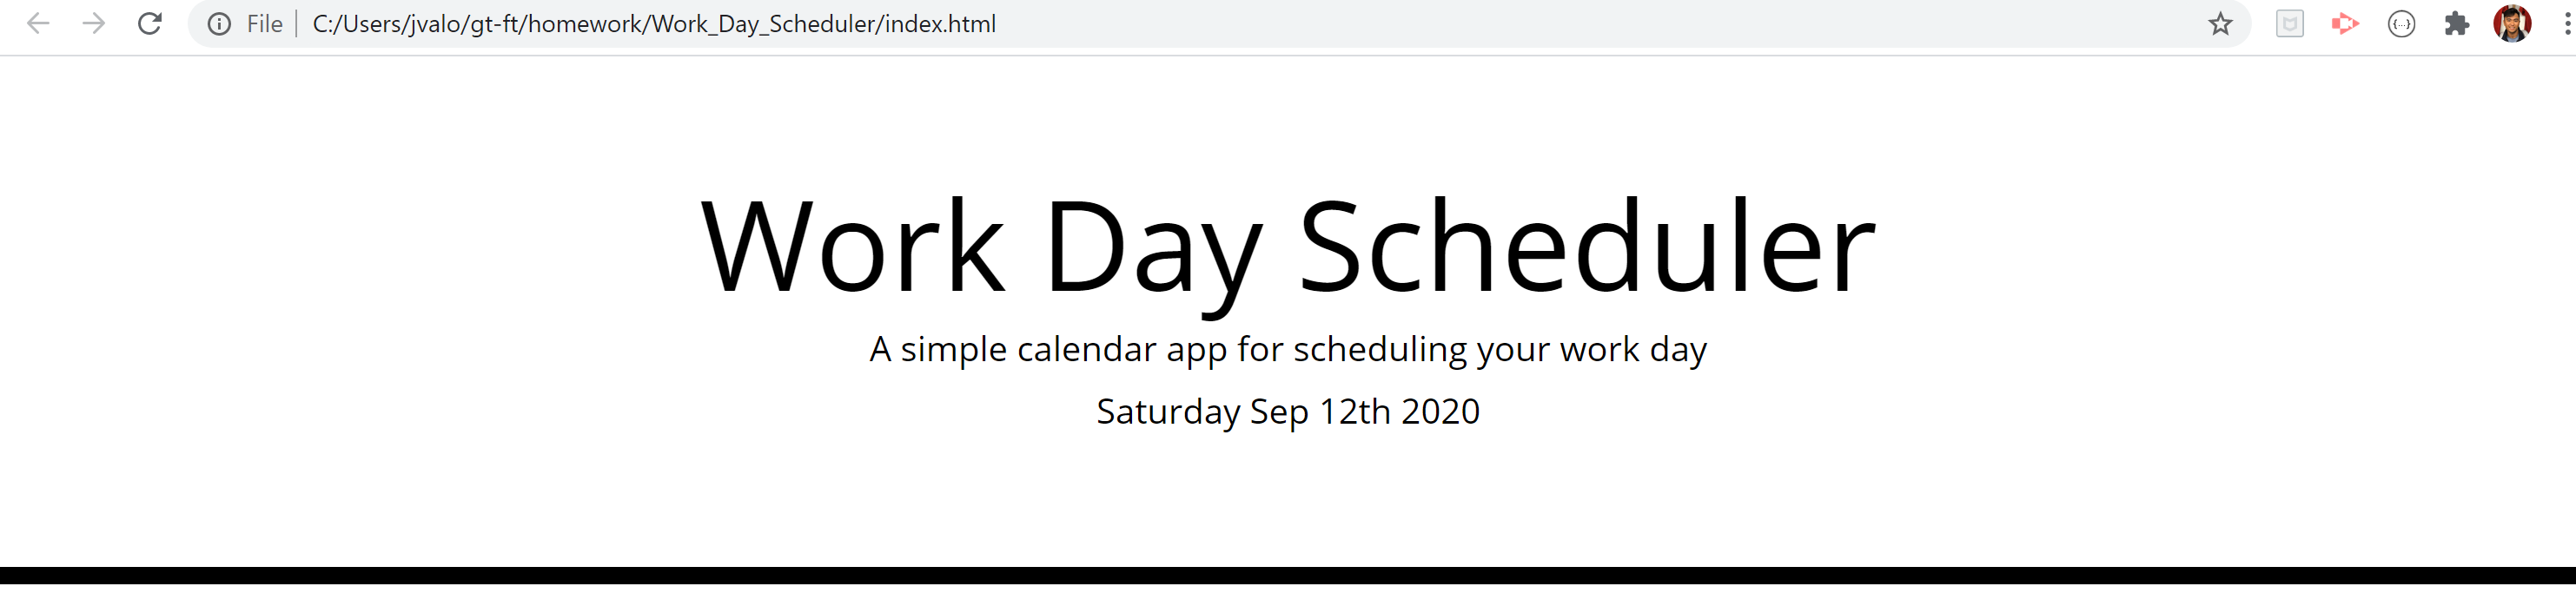 File C:/Users/jvalo/gt-ft/homework/Work_Day_Scheduler/index.html
Work Day Scheduler
A simple calendar app for scheduling your work day
Saturday Sep 12th 2020